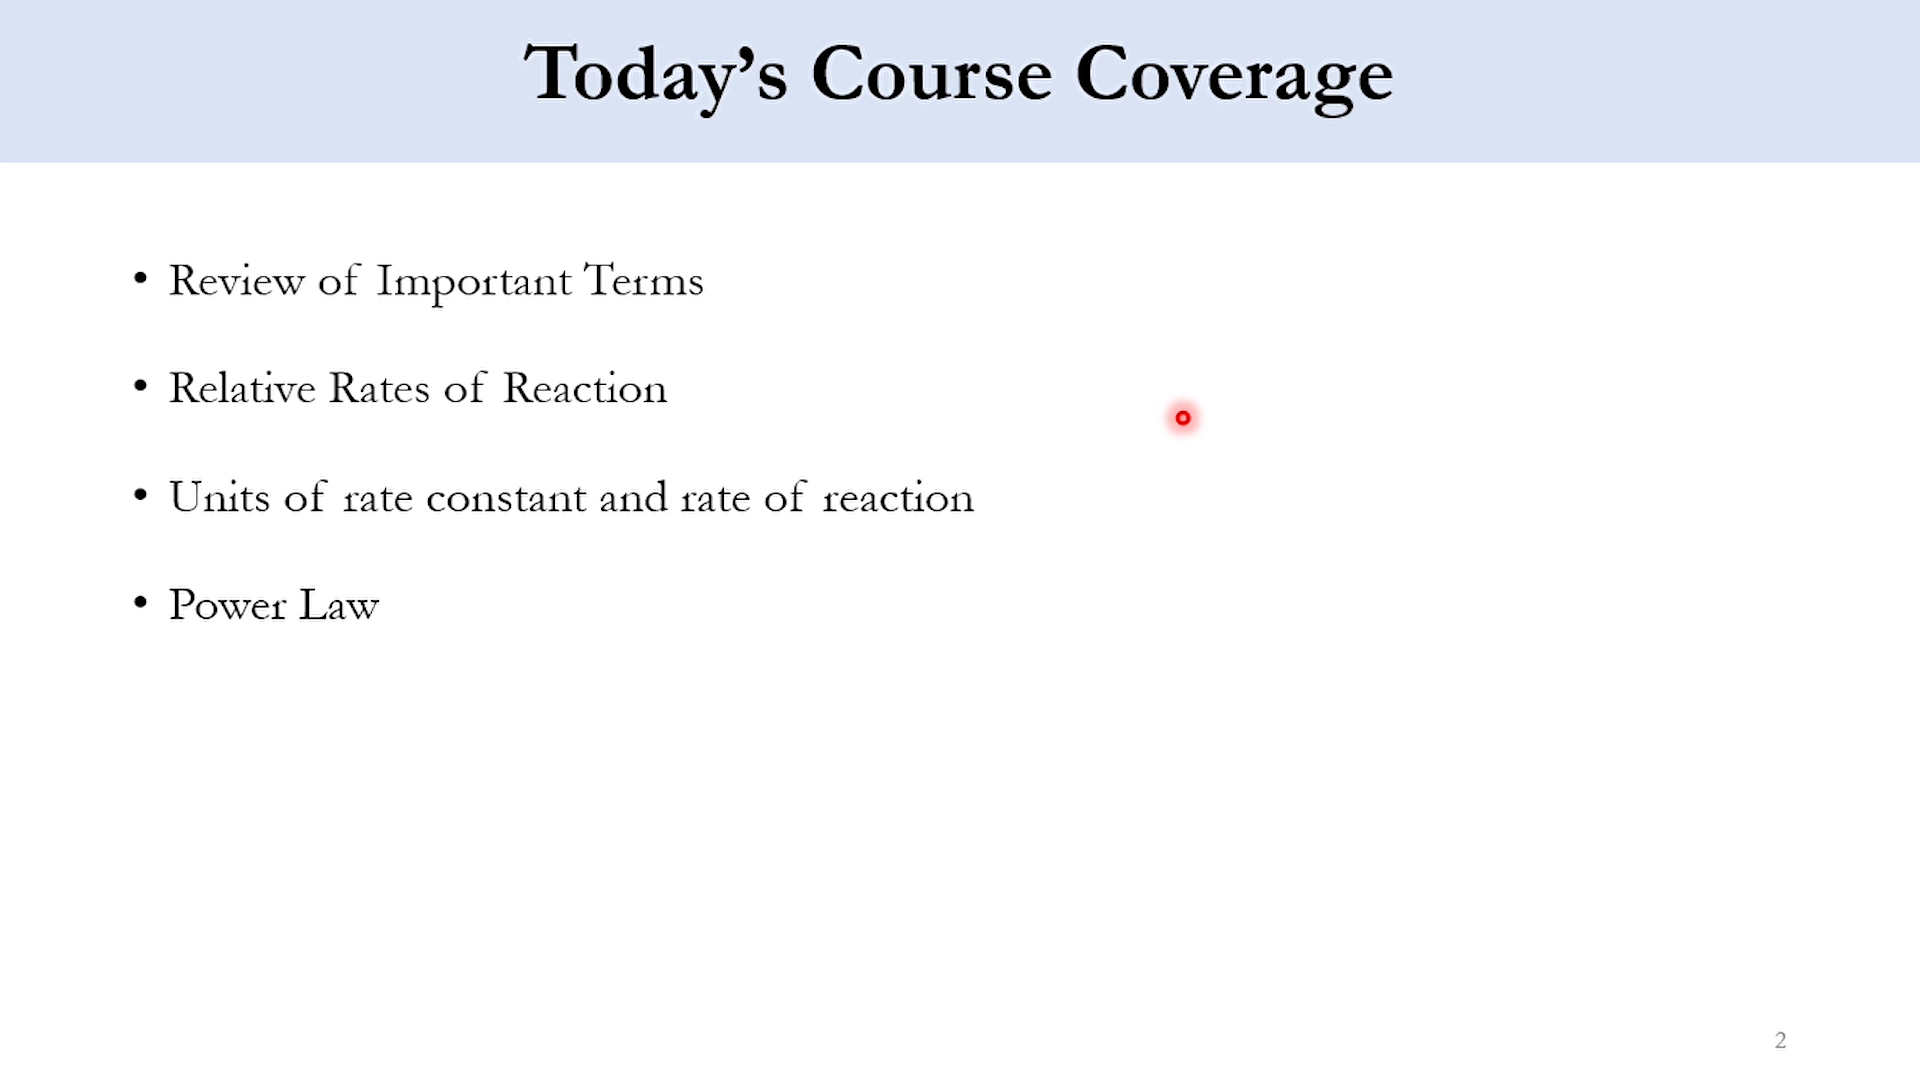 Today’s Course Coverage
• Review of Important Terms
• Relative Rates of Reaction
• Units of rate constant and rate of reaction
• Power Law
2